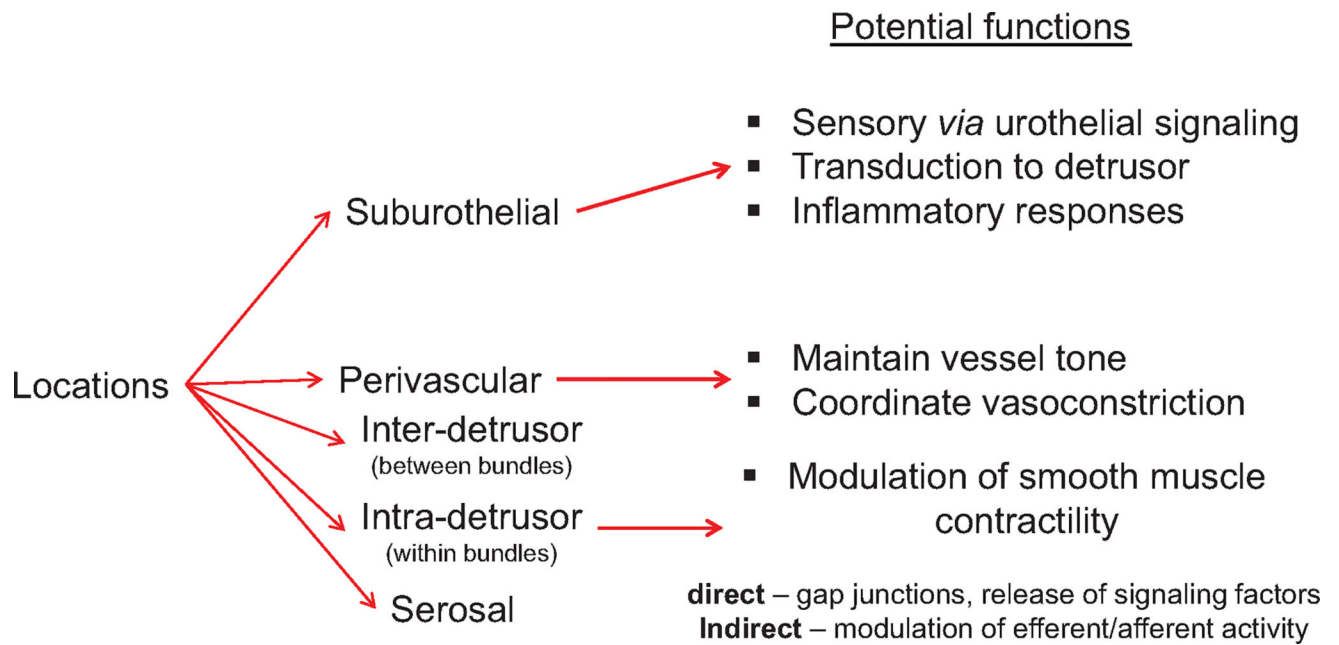 Potential functions
▪ Sensory via urothelial signaling
▪ Transduction to detrusor
▪ Inflammatory responses
Suburothelial
Locations
Perivascular
▪ Maintain vessel tone
▪ Coordinate vasoconstriction
Inter-detrusor
(between bundles)
Intra-detrusor
(within bundles)
▪ Modulation of smooth muscle
contractility
Serosal
direct – gap junctions, release of signaling factors
Indirect – modulation of efferent/afferent activity